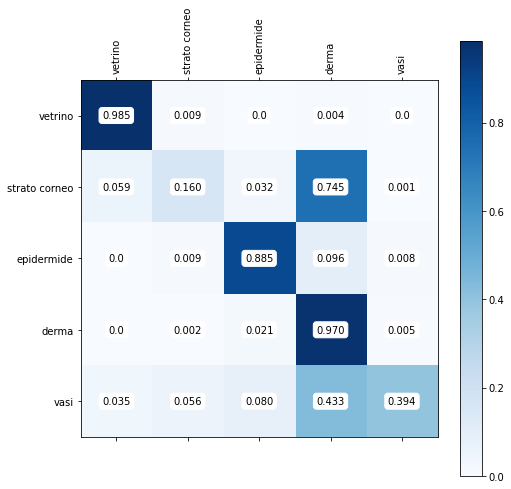 vetrino strato corneo epidermide derma vasi
vetrino 0.985 0.009 0.0 0.004 0.0
strato corneo 0.059 0.160 0.032 0.745 0.001
epidermide 0.0 0.009 0.885 0.096 0.008
derma 0.0 0.002 0.021 0.970 0.005
vasi 0.035 0.056 0.080 0.433 0.394
0.8
0.6
0.4
0.2
0.0